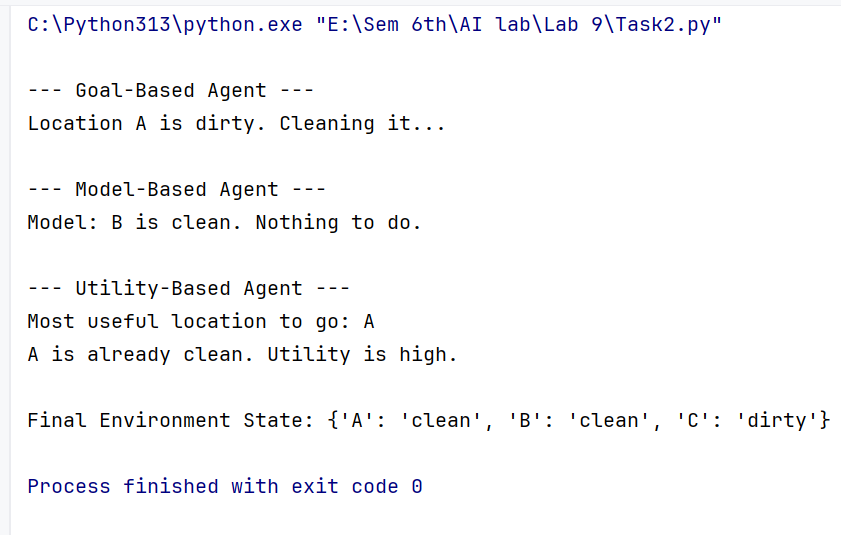 C:\Python313\python.exe "E:\Sem 6th\AI lab\Lab 9\Task2.py"
--- Goal-Based Agent ---
Location A is dirty. Cleaning it...
--- Model-Based Agent ---
Model: B is clean. Nothing to do.
--- Utility-Based Agent ---
Most useful location to go: A
A is already clean. Utility is high.
Final Environment State: {'A': 'clean', 'B': 'clean', 'C': 'dirty'}
Process finished with exit code 0